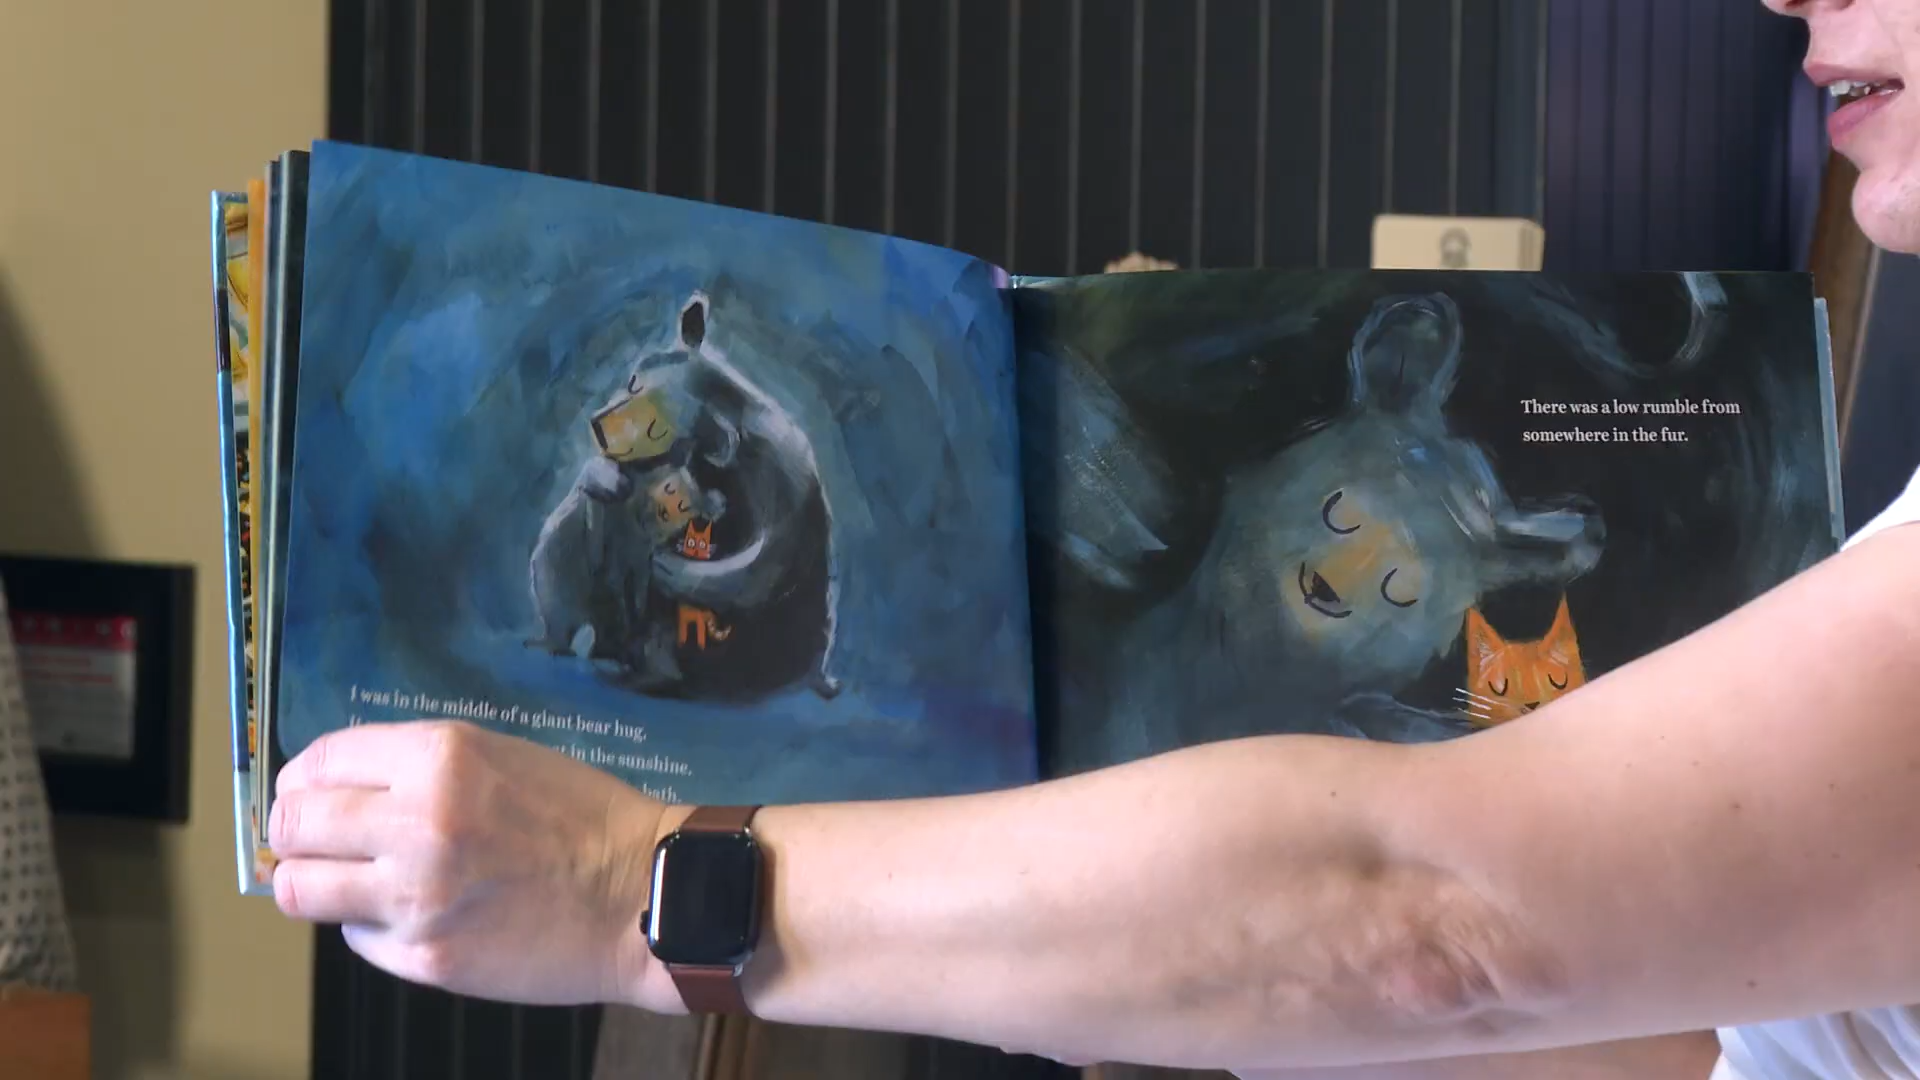 I was in the middle of a giant bear hug.
in the sunshine.
bath.
There was a low rumble from
somewhere in the fur.